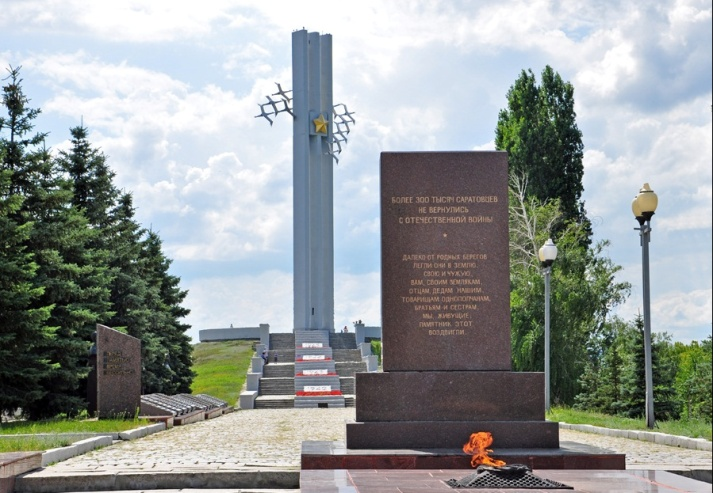 БОЛЕЕ 300 ТЫСЯЧ САРАТОВЦЕВ
НЕ ВЕРНУЛИСЬ
С ОТЕЧЕСТВЕННОЙ ВОЙНЫ
ДАЛЕКО ОТ РОДНЫХ БЕРЕГОВ
ЛЕГЛИ ОНИ В ЗЕМЛЮ
СВОЮ И ЧУЖУЮ.
ВАМ, СВОИМ ЗЕМЛЯКАМ,
ОТЦАМ, ДЕДАМ НАШИМ,
ТОВАРИЩАМ ОДНОПОЛЧАНАМ,
БРАТЬЯМ И СЕСТРАМ
МЫ, ЖИВУЩИЕ,
ПАМЯТНИК ЭТОТ
ВОЗДВИГЛИ